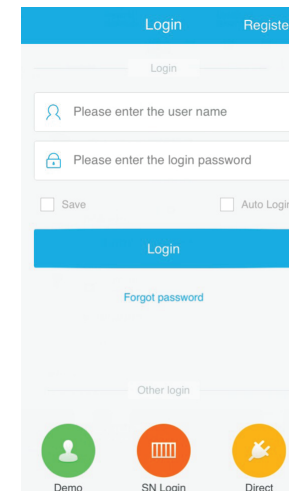 Login Registe
Login
Please enter the user name
Please enter the login password
Save Auto Login
Login
Forgot password
Other login
Demo SN Login Direct